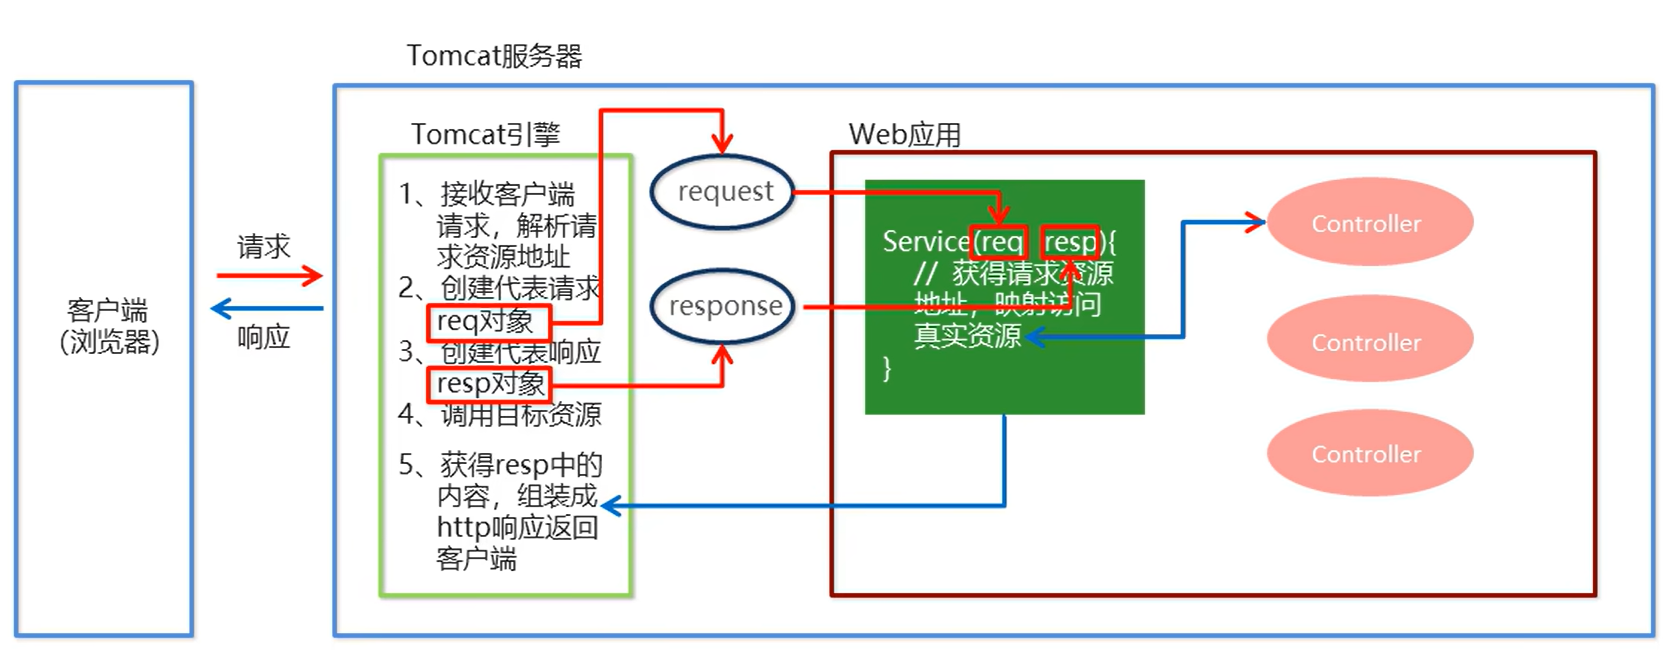 Tomcat服务器
Tomcat引擎
Web应用
客户端
(浏览器)
请求
响应
1、接收客户端
请求，解析请
求资源地址
2、创建代表请求
req对象
3、创建代表响应
resp对象
4、调用目标资源
5、获得resp中的
内容，组装成
http响应返回
客户端
request
response
Service(req resp){
// 获得请求资源
地址，映射访问
真实资源
}
Controller
Controller
Controller